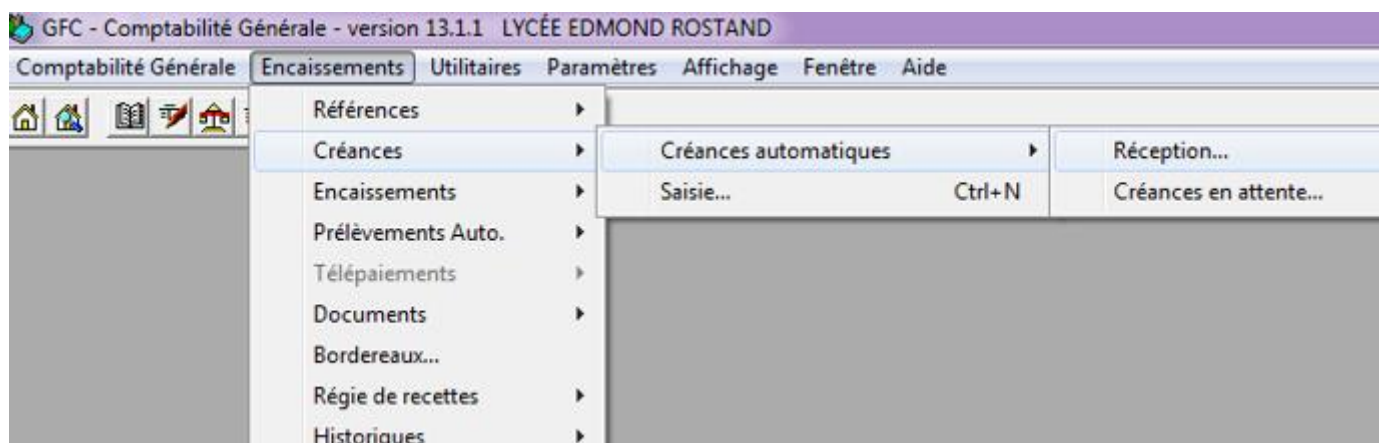 GFC - Comptabilité Générale - version 13.1.1 LYCÉE EDMOND ROSTAND
Comptabilité Générale Encaissements Utilitaires Paramètres Affichage Fenêtre Aide
Références
Créances Créances automatiques Réception...
Encaissements Saisie... Ctrl+N Créances en attente...
Prélèvements Auto.
Télépaiements
Documents
Bordereaux...
Régie de recettes
Historiques